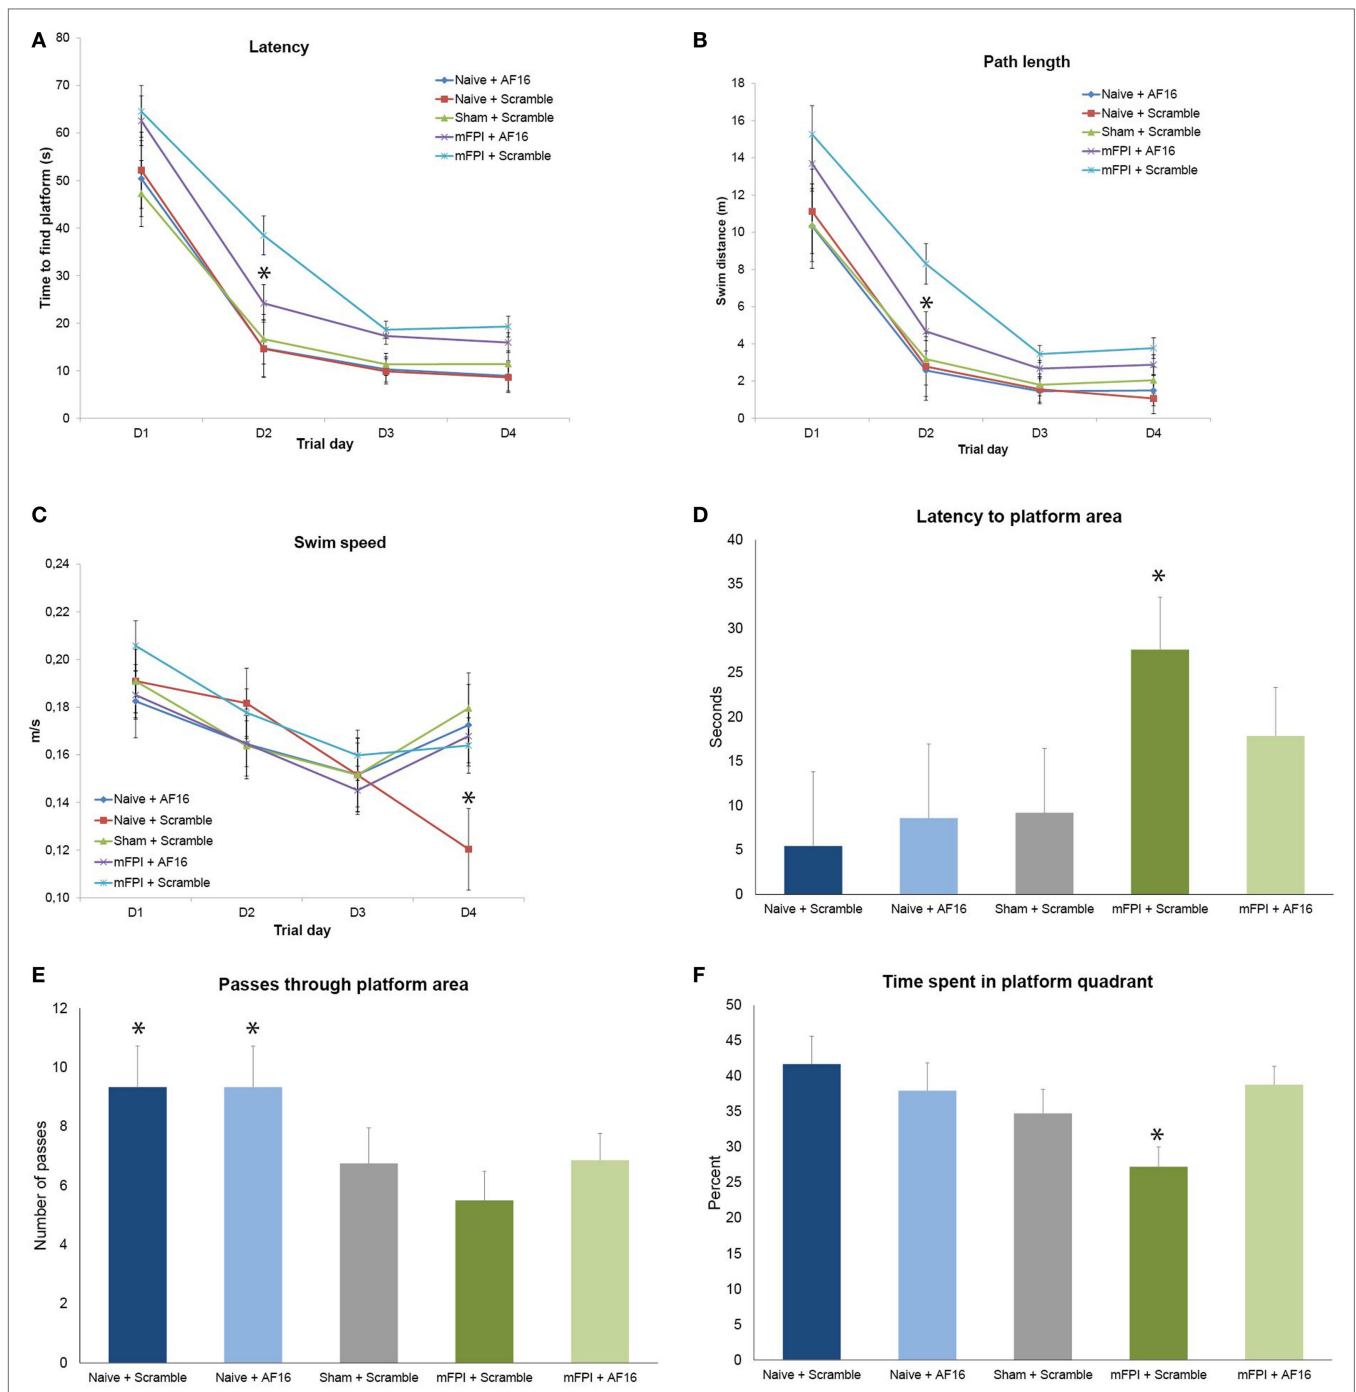 A
Latency
Time to find platform (s)
80
70
60
50
40
30
20
10
0
D1
D2
D3
D4
Trial day
Naive + AF16
Naive + Scramble
Sham + Scramble
mFPI + AF16
mFPI + Scramble
*
B
Path length
Swim distance (m)
18
16
14
12
10
8
6
4
2
0
D1
D2
D3
D4
Trial day
Naive + AF16
Naive + Scramble
Sham + Scramble
mFPI + AF16
mFPI + Scramble
*
C
Swim speed
m/s
0,24
0,22
0,20
0,18
0,16
0,14
0,12
0,10
D1
D2
D3
D4
Trial day
Naive + AF16
Naive + Scramble
Sham + Scramble
mFPI + AF16
mFPI + Scramble
*
D
Latency to platform area
Seconds
40
35
30
25
20
15
10
5
0
*
Naive + Scramble
Naive + AF16
Sham + Scramble
mFPI + Scramble
mFPI + AF16
E
Passes through platform area
Number of passes
12
10
8
6
4
2
0
*
*
Naive + Scramble
Naive + AF16
Sham + Scramble
mFPI + Scramble
mFPI + AF16
F
Time spent in platform quadrant
Percent
50
45
40
35
30
25
20
15
10
5
0
*
Naive + Scramble
Naive + AF16
Sham + Scramble
mFPI + Scramble
mFPI + AF16